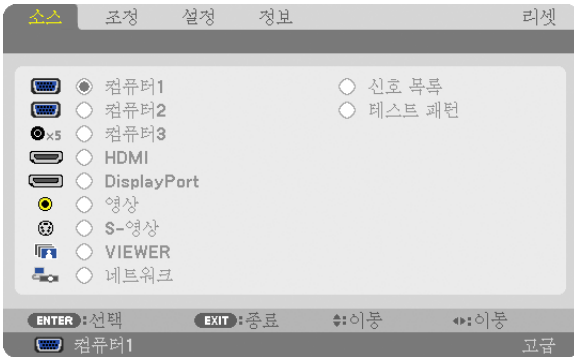 소스 조정 설정 정보 리셋
컴퓨터1 신호 목록
컴퓨터2 테스트 패턴
×5 컴퓨터3
HDMI
DisplayPort
영상
S-영상
VIEWER
네트워크
ENTER:선택 EXIT:종료 :이동 :이동
컴퓨터1 고급